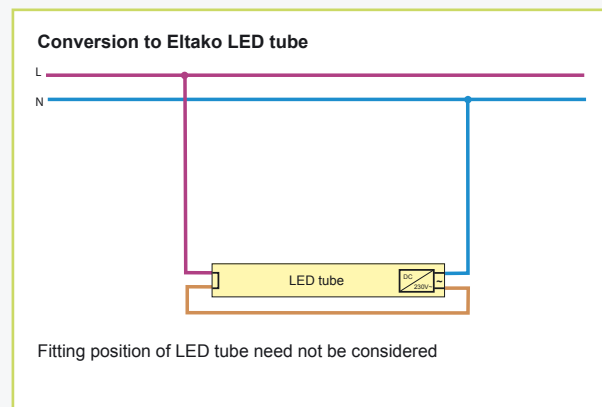 Conversion to Eltako LED tube
L
N
LED tube
DC
230V~
~
Fitting position of LED tube need not be considered